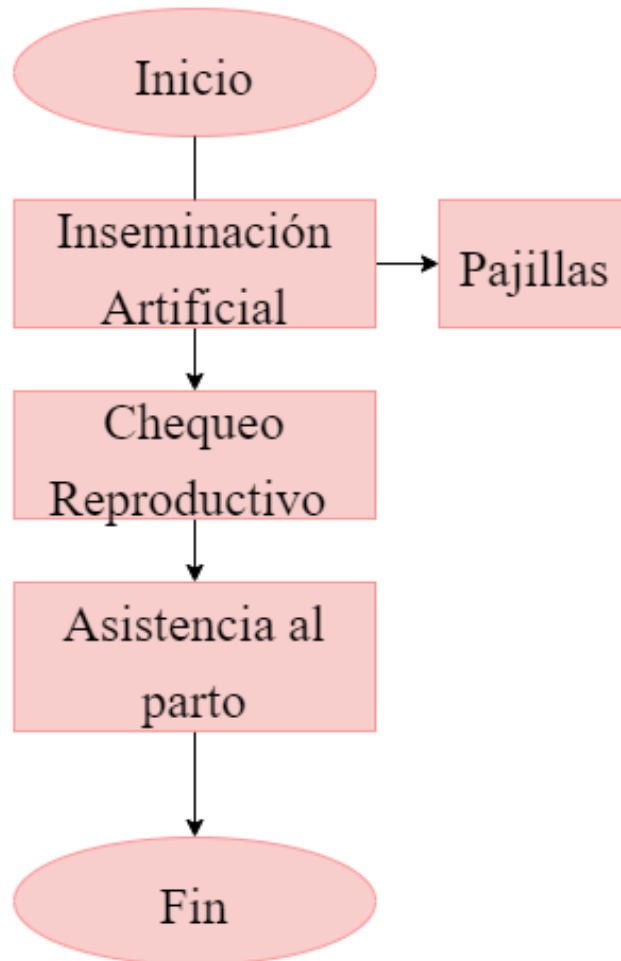 Inicio
Inseminación
Artificial
Pajillas
Chequeo
Reproductivo
Asistencia al
parto
Fin